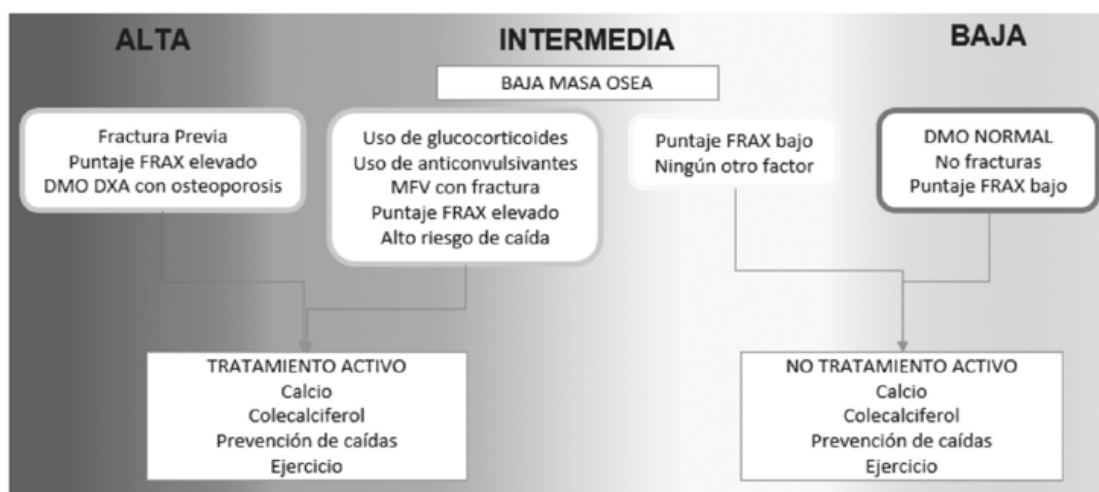 ALTA
INTERMEDIA
BAJA
BAJA MASA OSEA
Fractura Previa
Puntaje FRAX elevado
DMO DXA con osteoporosis
Uso de glucocorticoides
Uso de anticonvulsivantes
MFV con fractura
Puntaje FRAX elevado
Alto riesgo de caída
Puntaje FRAX bajo
Ningún otro factor
DMO NORMAL
No fracturas
Puntaje FRAX bajo
TRATAMIENTO ACTIVO
Calcio
Colecalciferol
Prevención de caídas
Ejercicio
NO TRATAMIENTO ACTIVO
Calcio
Colecalciferol
Prevención de caídas
Ejercicio